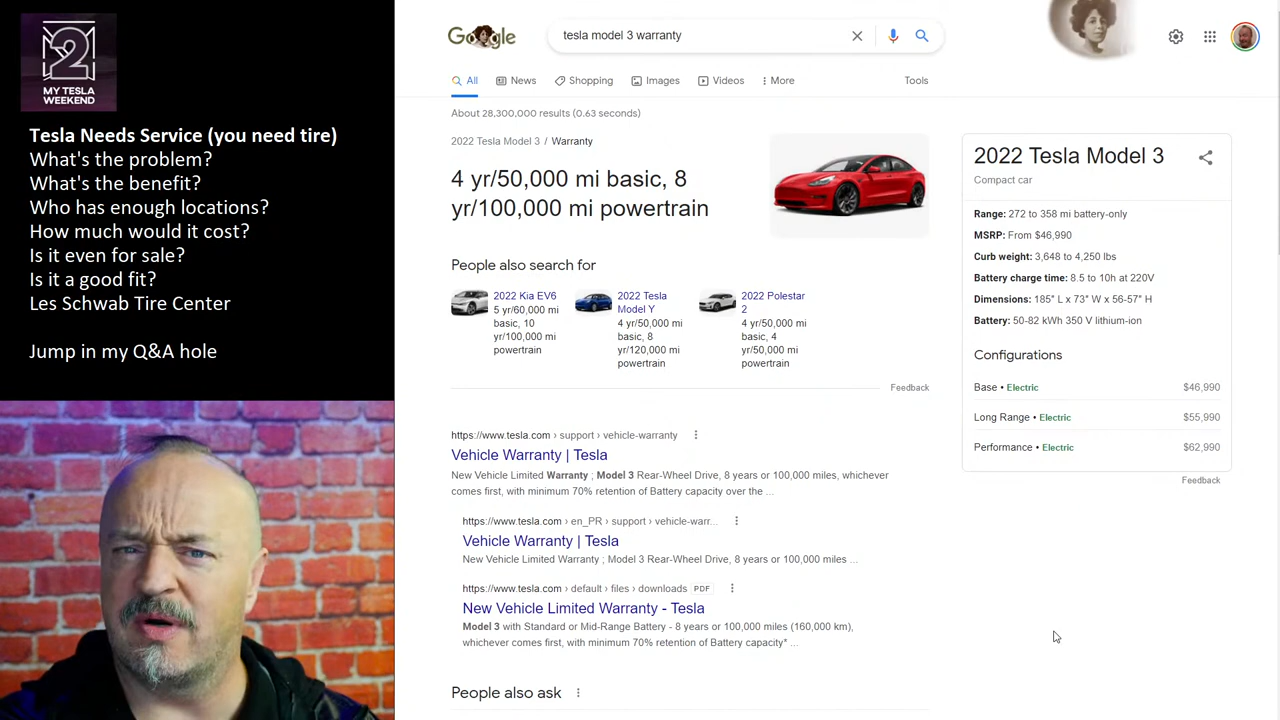 2
MY TESLA
WEEKEND
Tesla Needs Service (you need tire)
What's the problem?
What's the benefit?
Who has enough locations?
How much would it cost?
Is it even for sale?
Is it a good fit?
Les Schwab Tire Center
Jump in my Q&A hole
Google
tesla model 3 warranty
All
News
Shopping
Images
Videos
More
Tools
About 28,300,000 results (0.63 seconds)
2022 Tesla Model 3 / Warranty
4 yr/50,000 mi basic, 8
yr/100,000 mi powertrain
People also search for
2022 Kia EV6
5 yr/60,000 mi
basic, 10
yr/100,000 mi
powertrain
2022 Tesla
Model Y
4 yr/50,000 mi
basic, 8
yr/120,000 mi
powertrain
2022 Polestar
2
4 yr/50,000 mi
basic, 4
yr/50,000 mi
powertrain
Feedback
https://www.tesla.com › support › vehicle-warranty
Vehicle Warranty | Tesla
New Vehicle Limited Warranty ; Model 3 Rear-Wheel Drive, 8 years or 100,000 miles, whichever
comes first, with minimum 70% retention of Battery capacity over the ...
https://www.tesla.com › en_PR › support › vehicle-warr...
Vehicle Warranty | Tesla
New Vehicle Limited Warranty ; Model 3 Rear-Wheel Drive, 8 years or 100,000 miles ...
https://www.tesla.com › default › files › downloads PDF
New Vehicle Limited Warranty - Tesla
Model 3 with Standard or Mid-Range Battery - 8 years or 100,000 miles (160,000 km),
whichever comes first, with minimum 70% retention of Battery capacity* ...
People also ask
2022 Tesla Model 3
Compact car
Range: 272 to 358 mi battery-only
MSRP: From $46,990
Curb weight: 3,648 to 4,250 lbs
Battery charge time: 8.5 to 10h at 220V
Dimensions: 185″ L x 73″ W x 56-57″ H
Battery: 50-82 kWh 350 V lithium-ion
Configurations
Base • Electric $46,990
Long Range • Electric $55,990
Performance • Electric $62,990
Feedback